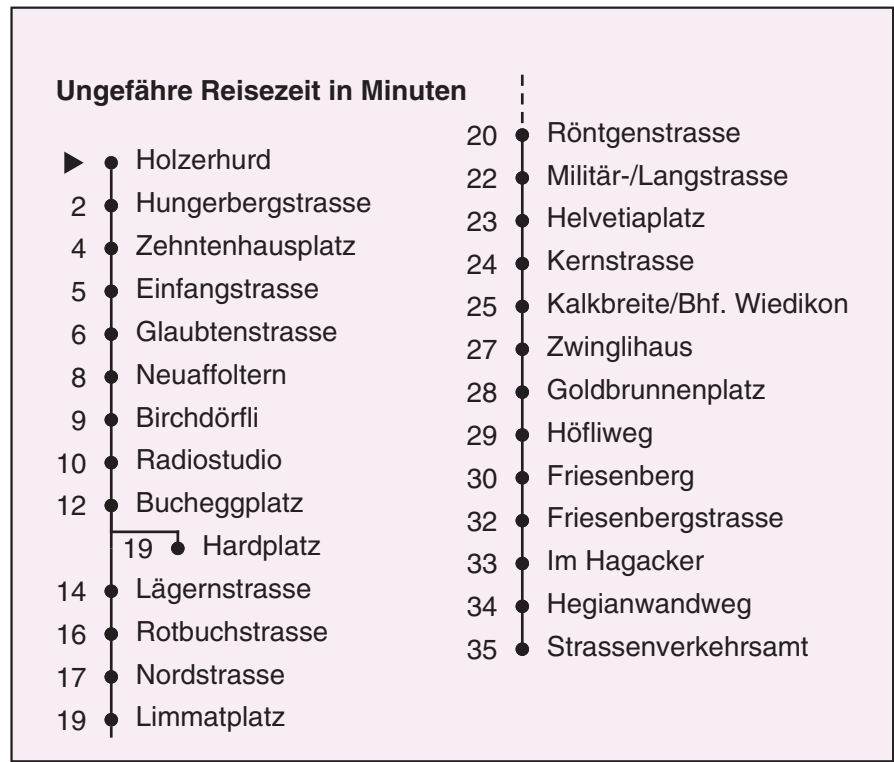 Ungefähre Reisezeit in Minuten
Holzerhurd
2 Hungerbergstrasse
4 Zehntenhausplatz
5 Einfangstrasse
6 Glaubtenstrasse
8 Neuaffoltern
9 Birchdörfli
10 Radiostudio
12 Bucheggplatz
19 Hardplatz
14 Lägernstrasse
16 Rotbuchstrasse
17 Nordstrasse
19 Limmatplatz
20 Röntgenstrasse
22 Militär-/Langstrasse
23 Helvetiaplatz
24 Kernstrasse
25 Kalkbreite/Bhf. Wiedikon
27 Zwinglihaus
28 Goldbrunnenplatz
29 Höfliweg
30 Friesenberg
32 Friesenbergstrasse
33 Im Hagacker
34 Hegianwandweg
35 Strassenverkehrsamt